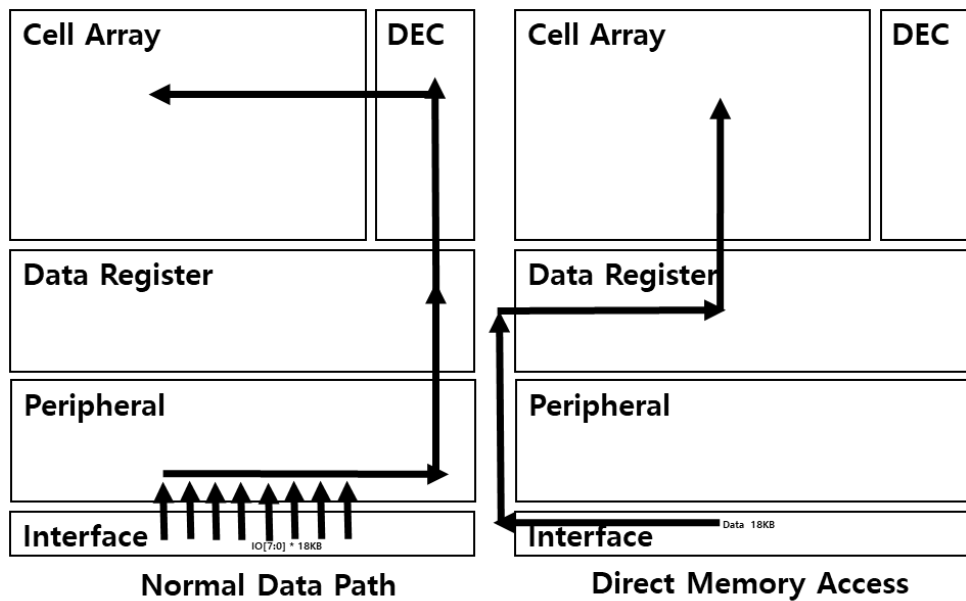 Cell Array
DEC
Data Register
Peripheral
Interface
IO[7:0] * 18KB
Normal Data Path
Cell Array
DEC
Data Register
Peripheral
Data 18KB
Interface
Direct Memory Access